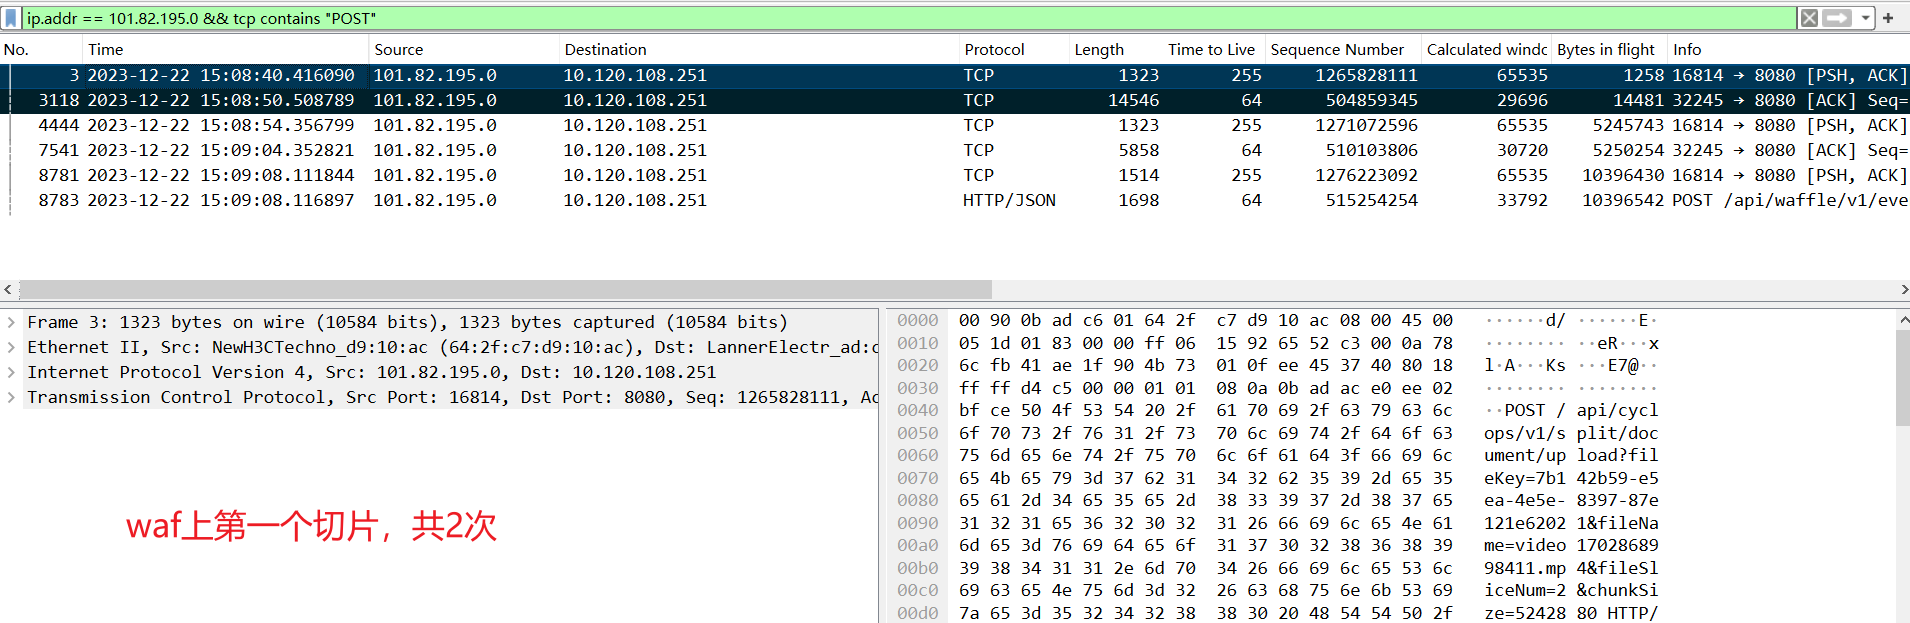 ip.addr == 101.82.195.0 && tcp contains "POST"
No. Time Source Destination Protocol Length Time to Live Sequence Number Calculated windo Bytes in flight Info
3 2023-12-22 15:08:40.416090 101.82.195.0 10.120.108.251 TCP 1323 255 1265828111 65535 1258 16814 → 8080 [PSH, ACK]
3118 2023-12-22 15:08:50.508789 101.82.195.0 10.120.108.251 TCP 14546 64 504859345 29696 14481 32245 → 8080 [ACK] Seq=
4444 2023-12-22 15:08:54.356799 101.82.195.0 10.120.108.251 TCP 1323 255 1271072596 65535 5245743 16814 → 8080 [PSH, ACK]
7541 2023-12-22 15:09:04.352821 101.82.195.0 10.120.108.251 TCP 5858 64 510103806 30720 5250254 32245 → 8080 [ACK] Seq=
8781 2023-12-22 15:09:08.111844 101.82.195.0 10.120.108.251 TCP 1514 255 1276223092 65535 10396430 16814 → 8080 [PSH, ACK]
8783 2023-12-22 15:09:08.116897 101.82.195.0 10.120.108.251 HTTP/JSON 1698 64 515254254 33792 10396542 POST /api/waffle/v1/eve
Frame 3: 1323 bytes on wire (10584 bits), 1323 bytes captured (10584 bits)
Ethernet II, Src: NewH3CTechno_d9:10:ac (64:2f:c7:d9:10:ac), Dst: LannerElectr_ad:c
Internet Protocol Version 4, Src: 101.82.195.0, Dst: 10.120.108.251
Transmission Control Protocol, Src Port: 16814, Dst Port: 8080, Seq: 1265828111, Ac
waf上第一个切片，共2次
0000 00 90 0b ad c6 01 64 2f c7 d9 10 ac 08 00 45 00 ······d/ ······E·
0010 05 1d 01 83 00 00 ff 06 15 92 65 52 c3 00 0a 78 ········ ··eR···x
0020 6c fb 41 ae 1f 90 4b 73 01 0f ee 45 37 40 80 18 l·A···Ks ···E7@··
0030 ff ff d4 c5 00 00 01 01 08 0a 0b ad ac e0 ee 02 ········ ········
0040 bf ce 50 4f 53 54 20 2f 61 70 69 2f 63 79 63 6c ··POST / api/cycl
0050 6f 70 73 2f 76 31 2f 73 70 6c 69 74 2f 64 6f 63 ops/v1/s plit/doc
0060 75 6d 65 6e 74 2f 75 70 6c 6f 61 64 3f 66 69 6c ument/up load?fil
0070 65 4b 65 79 3d 37 62 31 34 32 62 35 39 2d 65 35 eKey=7b1 42b59-e5
0080 65 61 2d 34 65 35 65 2d 38 33 39 37 2d 38 37 65 ea-4e5e- 8397-87e
0090 31 32 31 65 36 32 30 32 31 26 66 69 6c 65 4e 61 121e6202 1&fileNa
00a0 6d 65 3d 76 69 64 65 6f 31 37 30 32 38 36 38 39 me=video 17028689
00b0 39 38 34 31 31 2e 6d 70 34 26 66 69 6c 65 53 6c 98411.mp 4&fileSl
00c0 69 63 65 4e 75 6d 3d 32 26 63 68 75 6e 6b 53 69 iceNum=2 &chunkSi
00d0 7a 65 3d 35 32 34 32 38 38 30 20 48 54 54 50 2f ze=52428 80 HTTP/